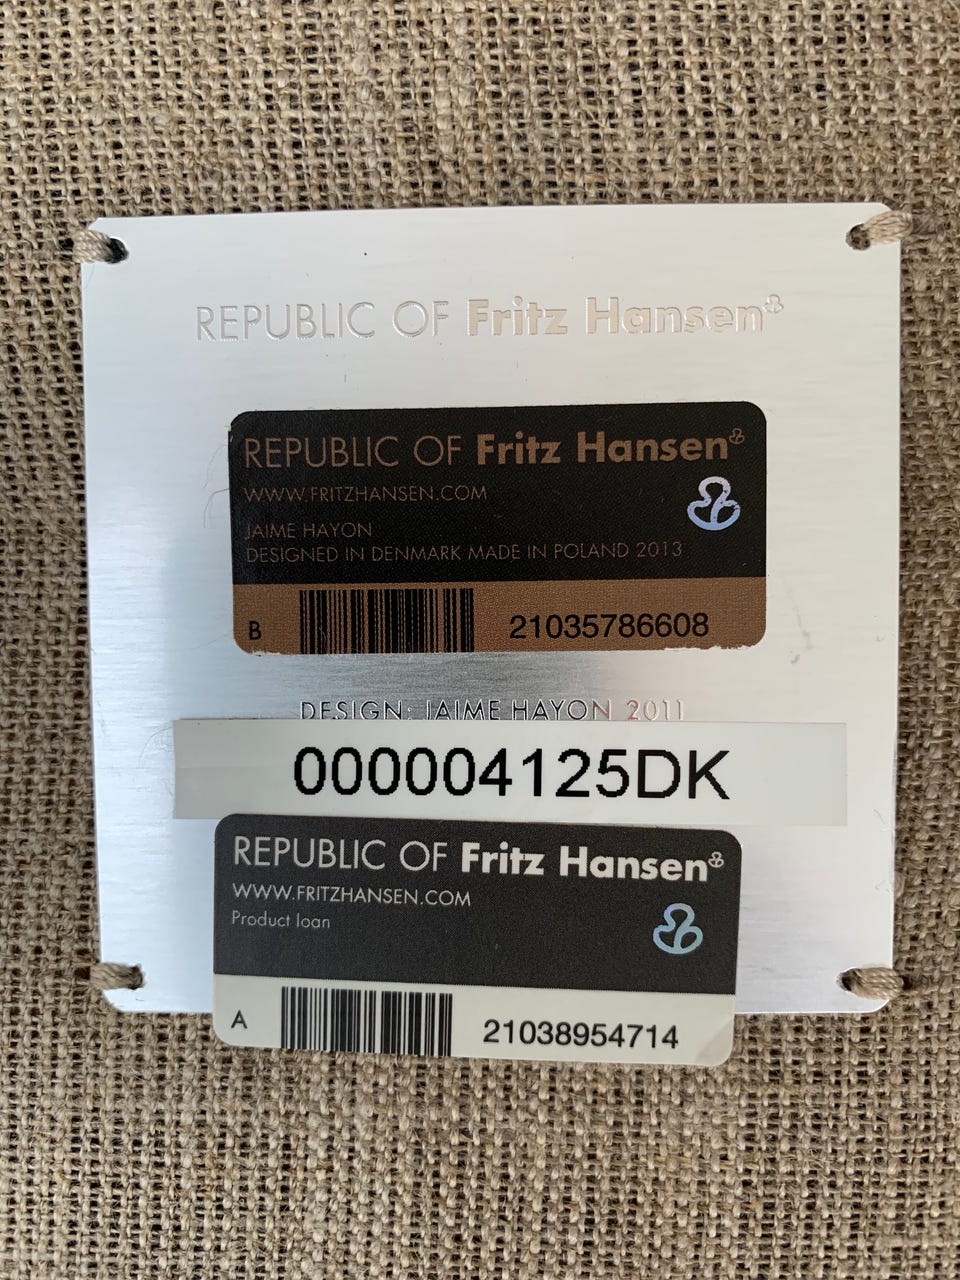 REPUBLIC OF Fritz Hansen
REPUBLIC OF Fritz Hansen
WWW.FRITZHANSEN.COM
JAIME HAYON
DESIGNED IN DENMARK MADE IN POLAND 2013
B 21035786608
DESIGN: JAIME HAYON 2011
000004125DK
REPUBLIC OF Fritz Hansen
WWW.FRITZHANSEN.COM
Product loan
A 21038954714